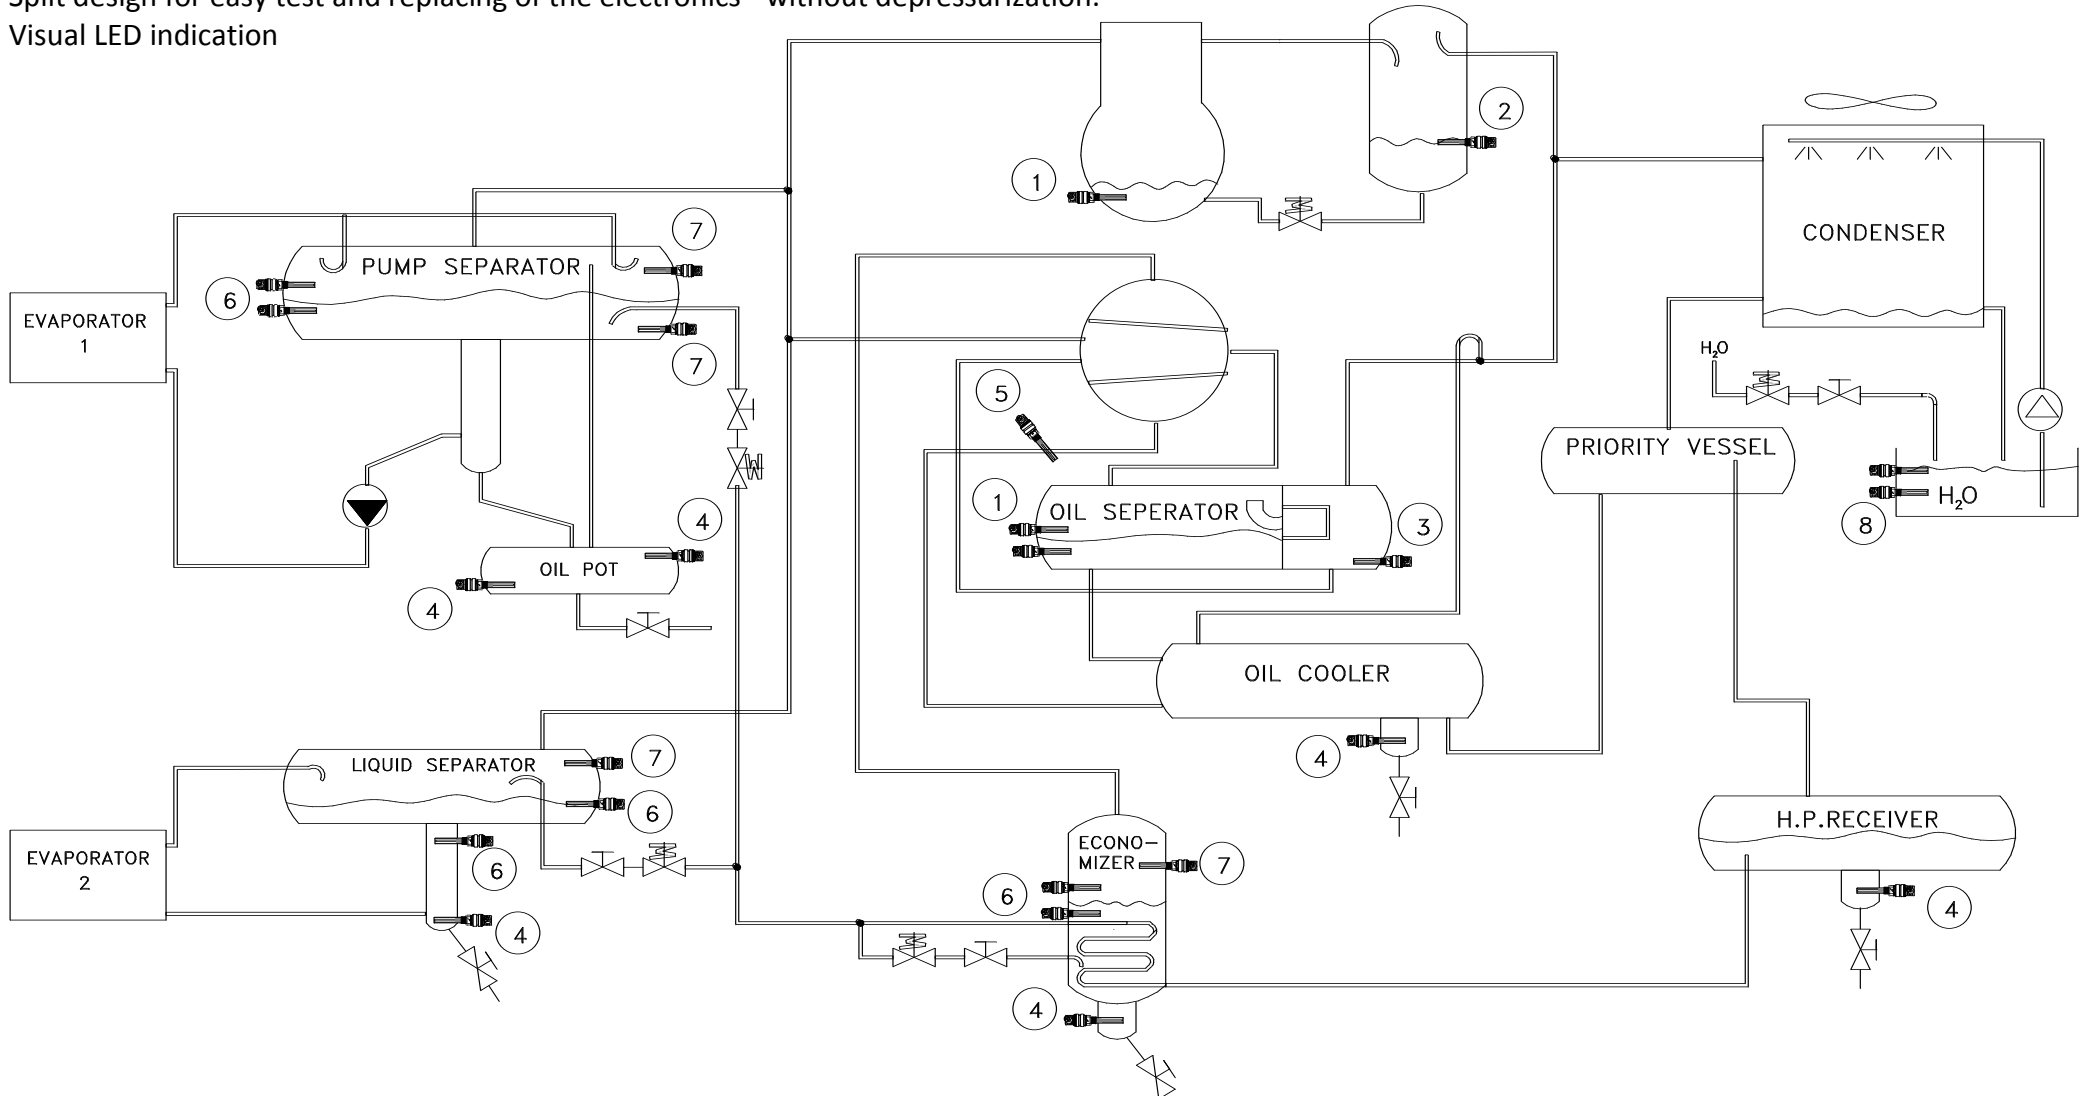 Split design for easy test and replacing of the electronics - without depressurization.
Visual LED indication
2
1
7
PUMP SEPARATOR
CONDENSER
6
EVAPORATOR
1
H₂O
7
5
PRIORITY VESSEL
4
1
OIL SEPERATOR
H₂O
3
8
OIL POT
4
OIL COOLER
4
LIQUID SEPARATOR
7
6
H.P.RECEIVER
EVAPORATOR
2
6
ECONO-
MIZER
7
6
4
4
4